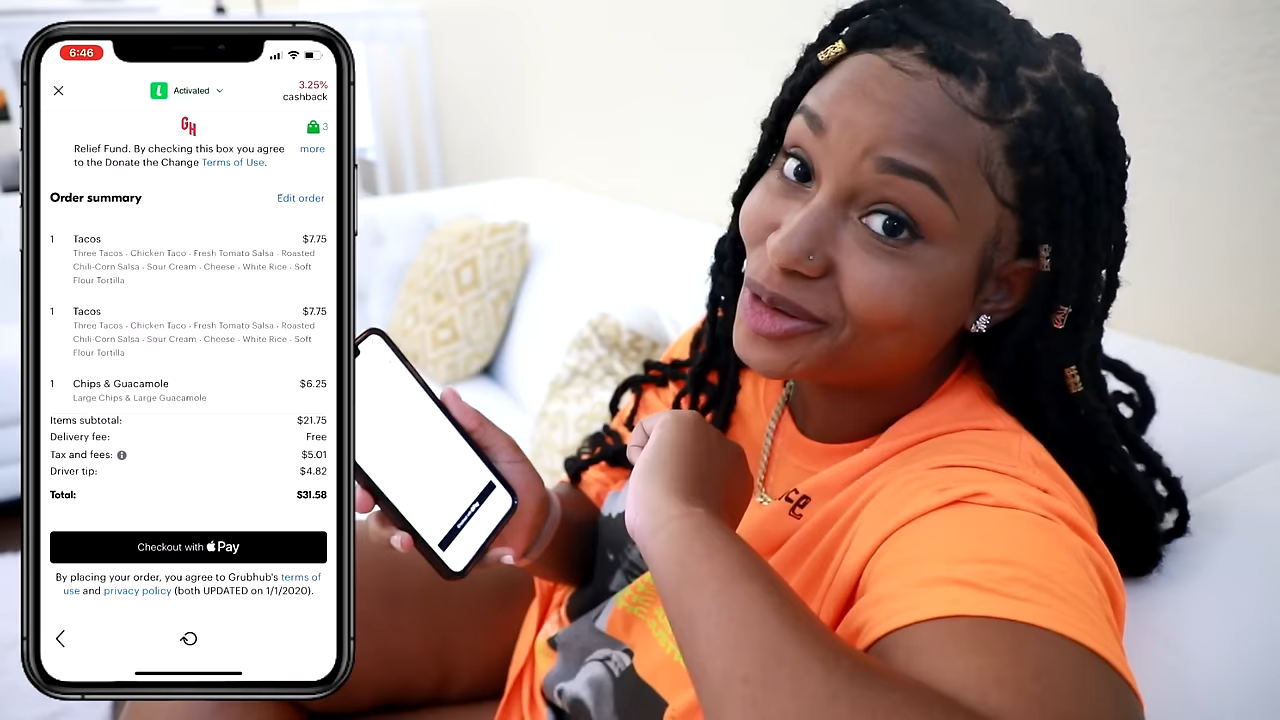 6:46
Activated
3.25%
cashback
GH
3
Relief Fund. By checking this box you agree
more
to the Donate the Change Terms of Use.
Order summary
Edit order
1 Tacos $7.75
Three Tacos - Chicken Taco - Fresh Tomato Salsa - Roasted
Chili-Corn Salsa - Sour Cream - Cheese - White Rice - Soft
Flour Tortilla
1 Tacos $7.75
Three Tacos - Chicken Taco - Fresh Tomato Salsa - Roasted
Chili-Corn Salsa - Sour Cream - Cheese - White Rice - Soft
Flour Tortilla
1 Chips & Guacamole $6.25
Large Chips & Large Guacamole
Items subtotal: $21.75
Delivery fee: Free
Tax and fees: $5.01
Driver tip: $4.82
Total: $31.58
Checkout with Pay
By placing your order, you agree to Grubhub's terms of
use and privacy policy (both UPDATED on 1/1/2020).